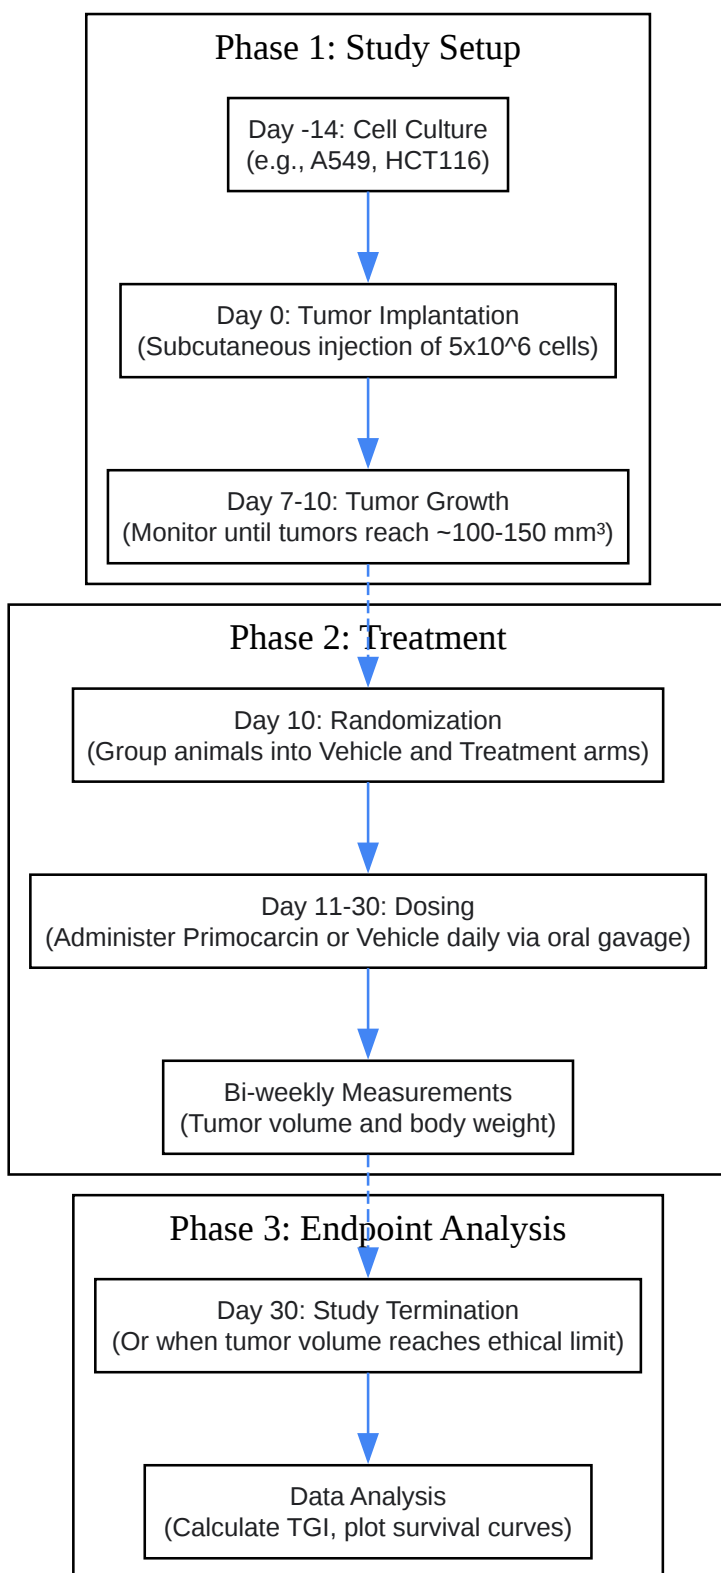 Phase 1: Study Setup
Day -14: Cell Culture
(e.g., A549, HCT116)
Day 0: Tumor Implantation
(Subcutaneous injection of 5x10^6 cells)
Day 7-10: Tumor Growth
(Monitor until tumors reach ~100-150 mm³)
Phase 2: Treatment
Day 10: Randomization
(Group animals into Vehicle and Treatment arms)
Day 11-30: Dosing
(Administer Primocarcin or Vehicle daily via oral gavage)
Bi-weekly Measurements
(Tumor volume and body weight)
Phase 3: Endpoint Analysis
Day 30: Study Termination
(Or when tumor volume reaches ethical limit)
Data Analysis
(Calculate TGI, plot survival curves)